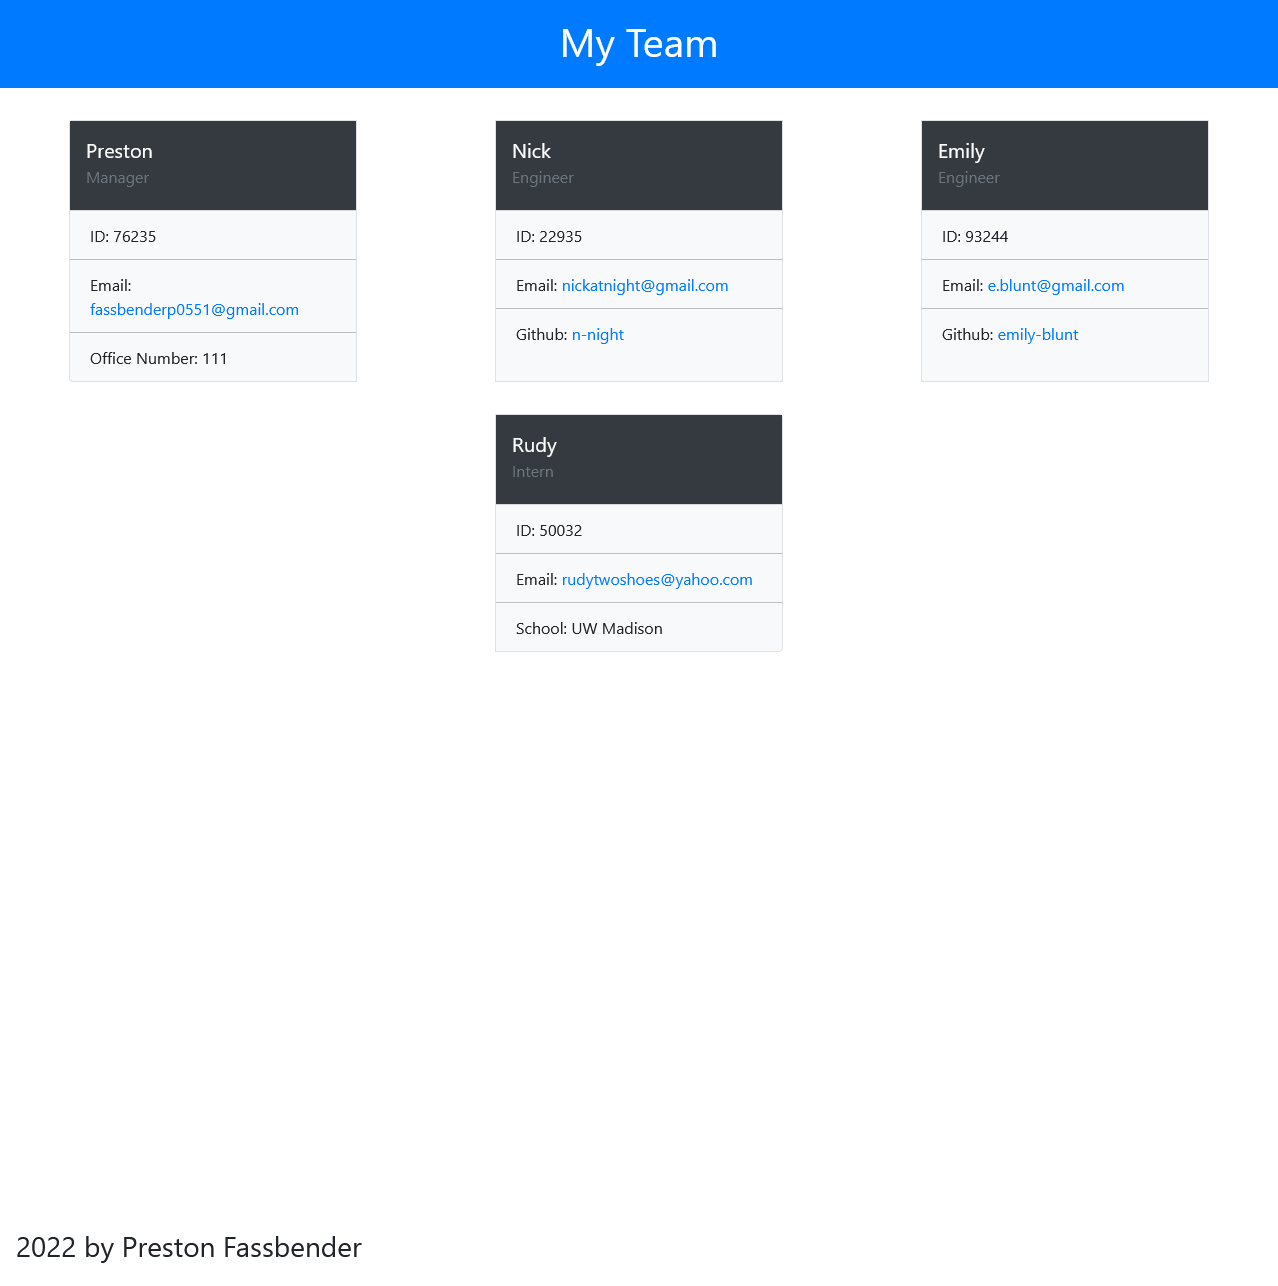 My Team
Preston
Manager
ID: 76235
Email:
fassbenderp0551@gmail.com
Office Number: 111
Nick
Engineer
ID: 22935
Email: nickatnight@gmail.com
Github: n-night
Emily
Engineer
ID: 93244
Email: e.blunt@gmail.com
Github: emily-blunt
Rudy
Intern
ID: 50032
Email: rudytwoshoes@yahoo.com
School: UW Madison
2022 by Preston Fassbender